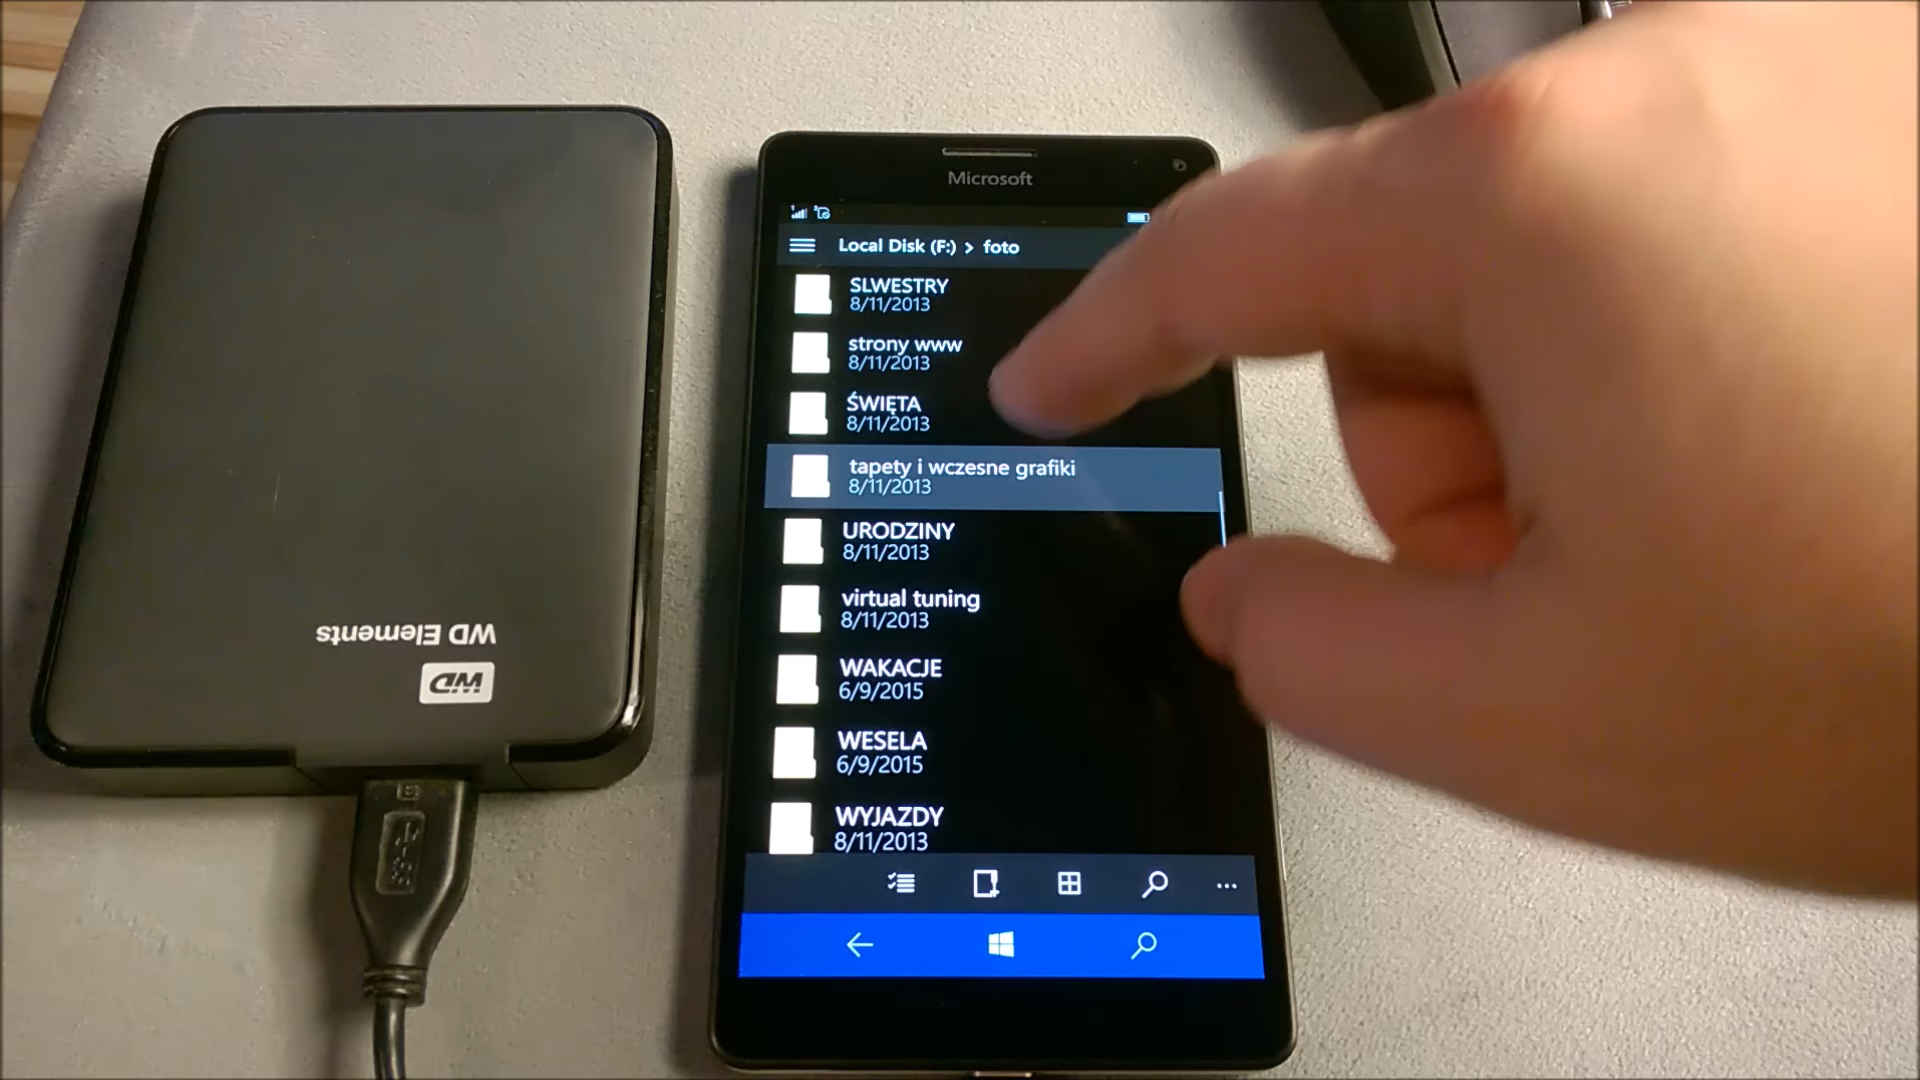 WD Elements
WD
Microsoft
Local Disk (F:) > foto
SLWESTRY
8/11/2013
strony www
8/11/2013
ŚWIĘTA
8/11/2013
tapety i wczesne grafiki
8/11/2013
URODZINY
8/11/2013
virtual tuning
8/11/2013
WAKACJE
6/9/2015
WESELA
6/9/2015
WYJAZDY
8/11/2013